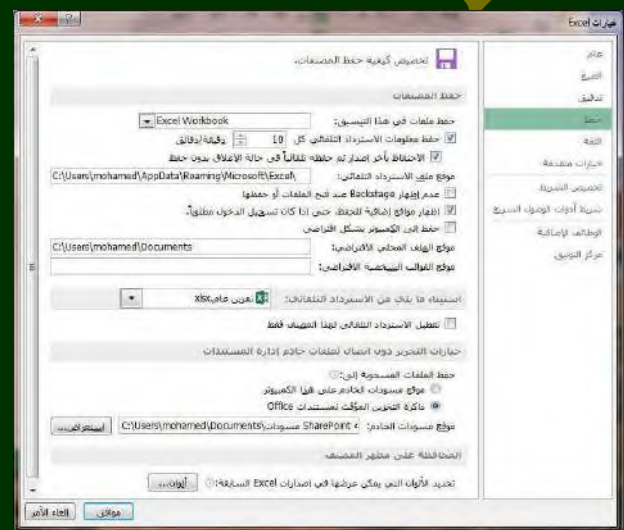 خيارات Excel
عام
الصيغ
تدقيق
حفظ
اللغة
خيارات متقدمة
تخصيص الشريط
شريط أدوات الوصول السريع
الوظائف الإضافية
مركز التوثيق
تخصيص كيفية حفظ المصنفات.
حفظ المصنفات
حفظ ملفات في هذا التنسيق: Excel Workbook
حفظ معلومات الاسترداد التلقائي كل 10 دقيقة/دقائق
الاحتفاظ بآخر إصدار تم حفظه تلقائياً في حالة الإغلاق بدون حفظ
موقع ملف الاسترداد التلقائي: C:\Users\mohamed\AppData\Roaming\Microsoft\Excel\
عدم إظهار Backstage عند فتح الملفات أو حفظها
إظهار مواقع إضافية للحفظ، حتى إذا كان تسجيل الدخول مطلوباً.
حفظ إلى الكمبيوتر بشكل افتراضي
موقع الملف المحلي الافتراضي: C:\Users\mohamed\Documents
موقع القوالب الشخصية الافتراضي:
استثناء ما يلي من الاسترداد التلقائي: تمرين عام.xlsx
تعطيل الاسترداد التلقائي لهذا المصنف فقط
خيارات التحرير دون اتصال لملفات خادم إدارة المستندات
حفظ الملفات المسحوبة إلى:
موقع مسودات الخادم على هذا الكمبيوتر
ذاكرة التخزين المؤقت لمستندات Office
موقع مسودات الخادم: C:\Users\mohamed\Documents\مسودات SharePoint استعراض...
المحافظة على مظهر المصنف
تحديد الألوان التي يمكن عرضها في إصدارات Excel السابقة: ألوان...
موافق
إلغاء الأمر